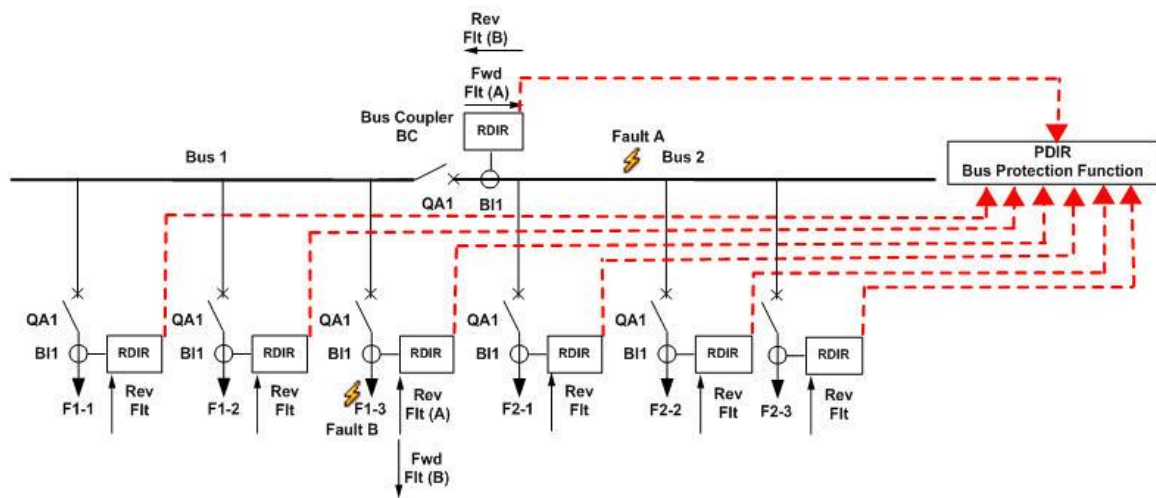 Rev
Flt (B)
Fwd
Flt (A)
Bus Coupler
BC
RDIR
Fault A
PDIR
Bus Protection Function
Bus 1
Bus 2
QA1
BI1
QA1
QA1
QA1
QA1
QA1
BI1
RDIR
BI1
RDIR
BI1
RDIR
BI1
RDIR
BI1
RDIR
RDIR
F1-1
Rev
Flt
F1-2
Rev
Flt
F1-3
Rev
Flt (A)
F2-1
Rev
Flt
F2-2
Rev
Flt
F2-3
Rev
Flt
Fault B
Fwd
Flt (B)